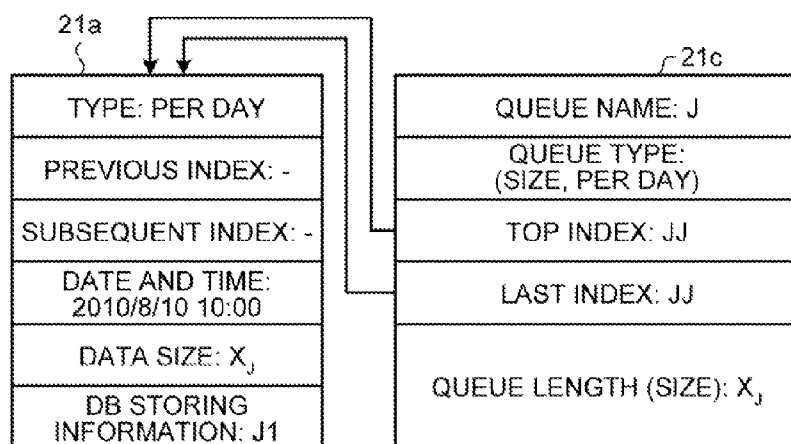 21a
TYPE: PER DAY
PREVIOUS INDEX: -
SUBSEQUENT INDEX: -
DATE AND TIME:
2010/8/10 10:00
DATA SIZE: XJ
DB STORING
INFORMATION: J1
21c
QUEUE NAME: J
QUEUE TYPE:
(SIZE, PER DAY)
TOP INDEX: JJ
LAST INDEX: JJ
QUEUE LENGTH (SIZE): XJ